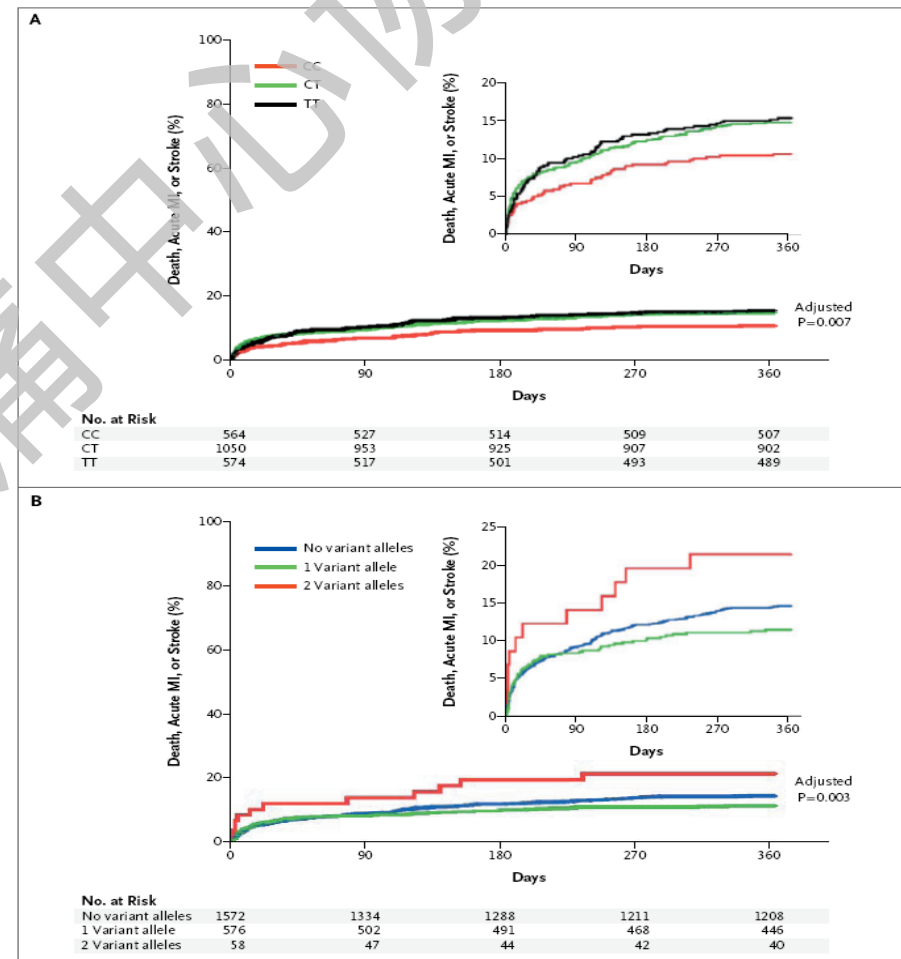 A
100
80
60
40
20
0
Death, Acute MI, or Stroke (%)
CC
CT
TT
20
15
10
5
0
Death, Acute MI, or Stroke (%)
0 90 180 270 360
Days
Adjusted
P=0.007
0 90 180 270 360
Days
No. at Risk
CC 564 527 514 509 507
CT 1050 953 925 907 902
TT 574 517 501 493 489
B
100
80
60
40
20
0
Death, Acute MI, or Stroke (%)
No variant alleles
1 Variant allele
2 Variant alleles
25
20
15
10
5
0
Death, Acute MI, or Stroke (%)
0 90 180 270 360
Days
Adjusted
P=0.003
0 90 180 270 360
Days
No. at Risk
No variant alleles 1572 1334 1288 1211 1208
1 Variant allele 576 502 491 468 446
2 Variant alleles 58 47 44 42 40
痛中心